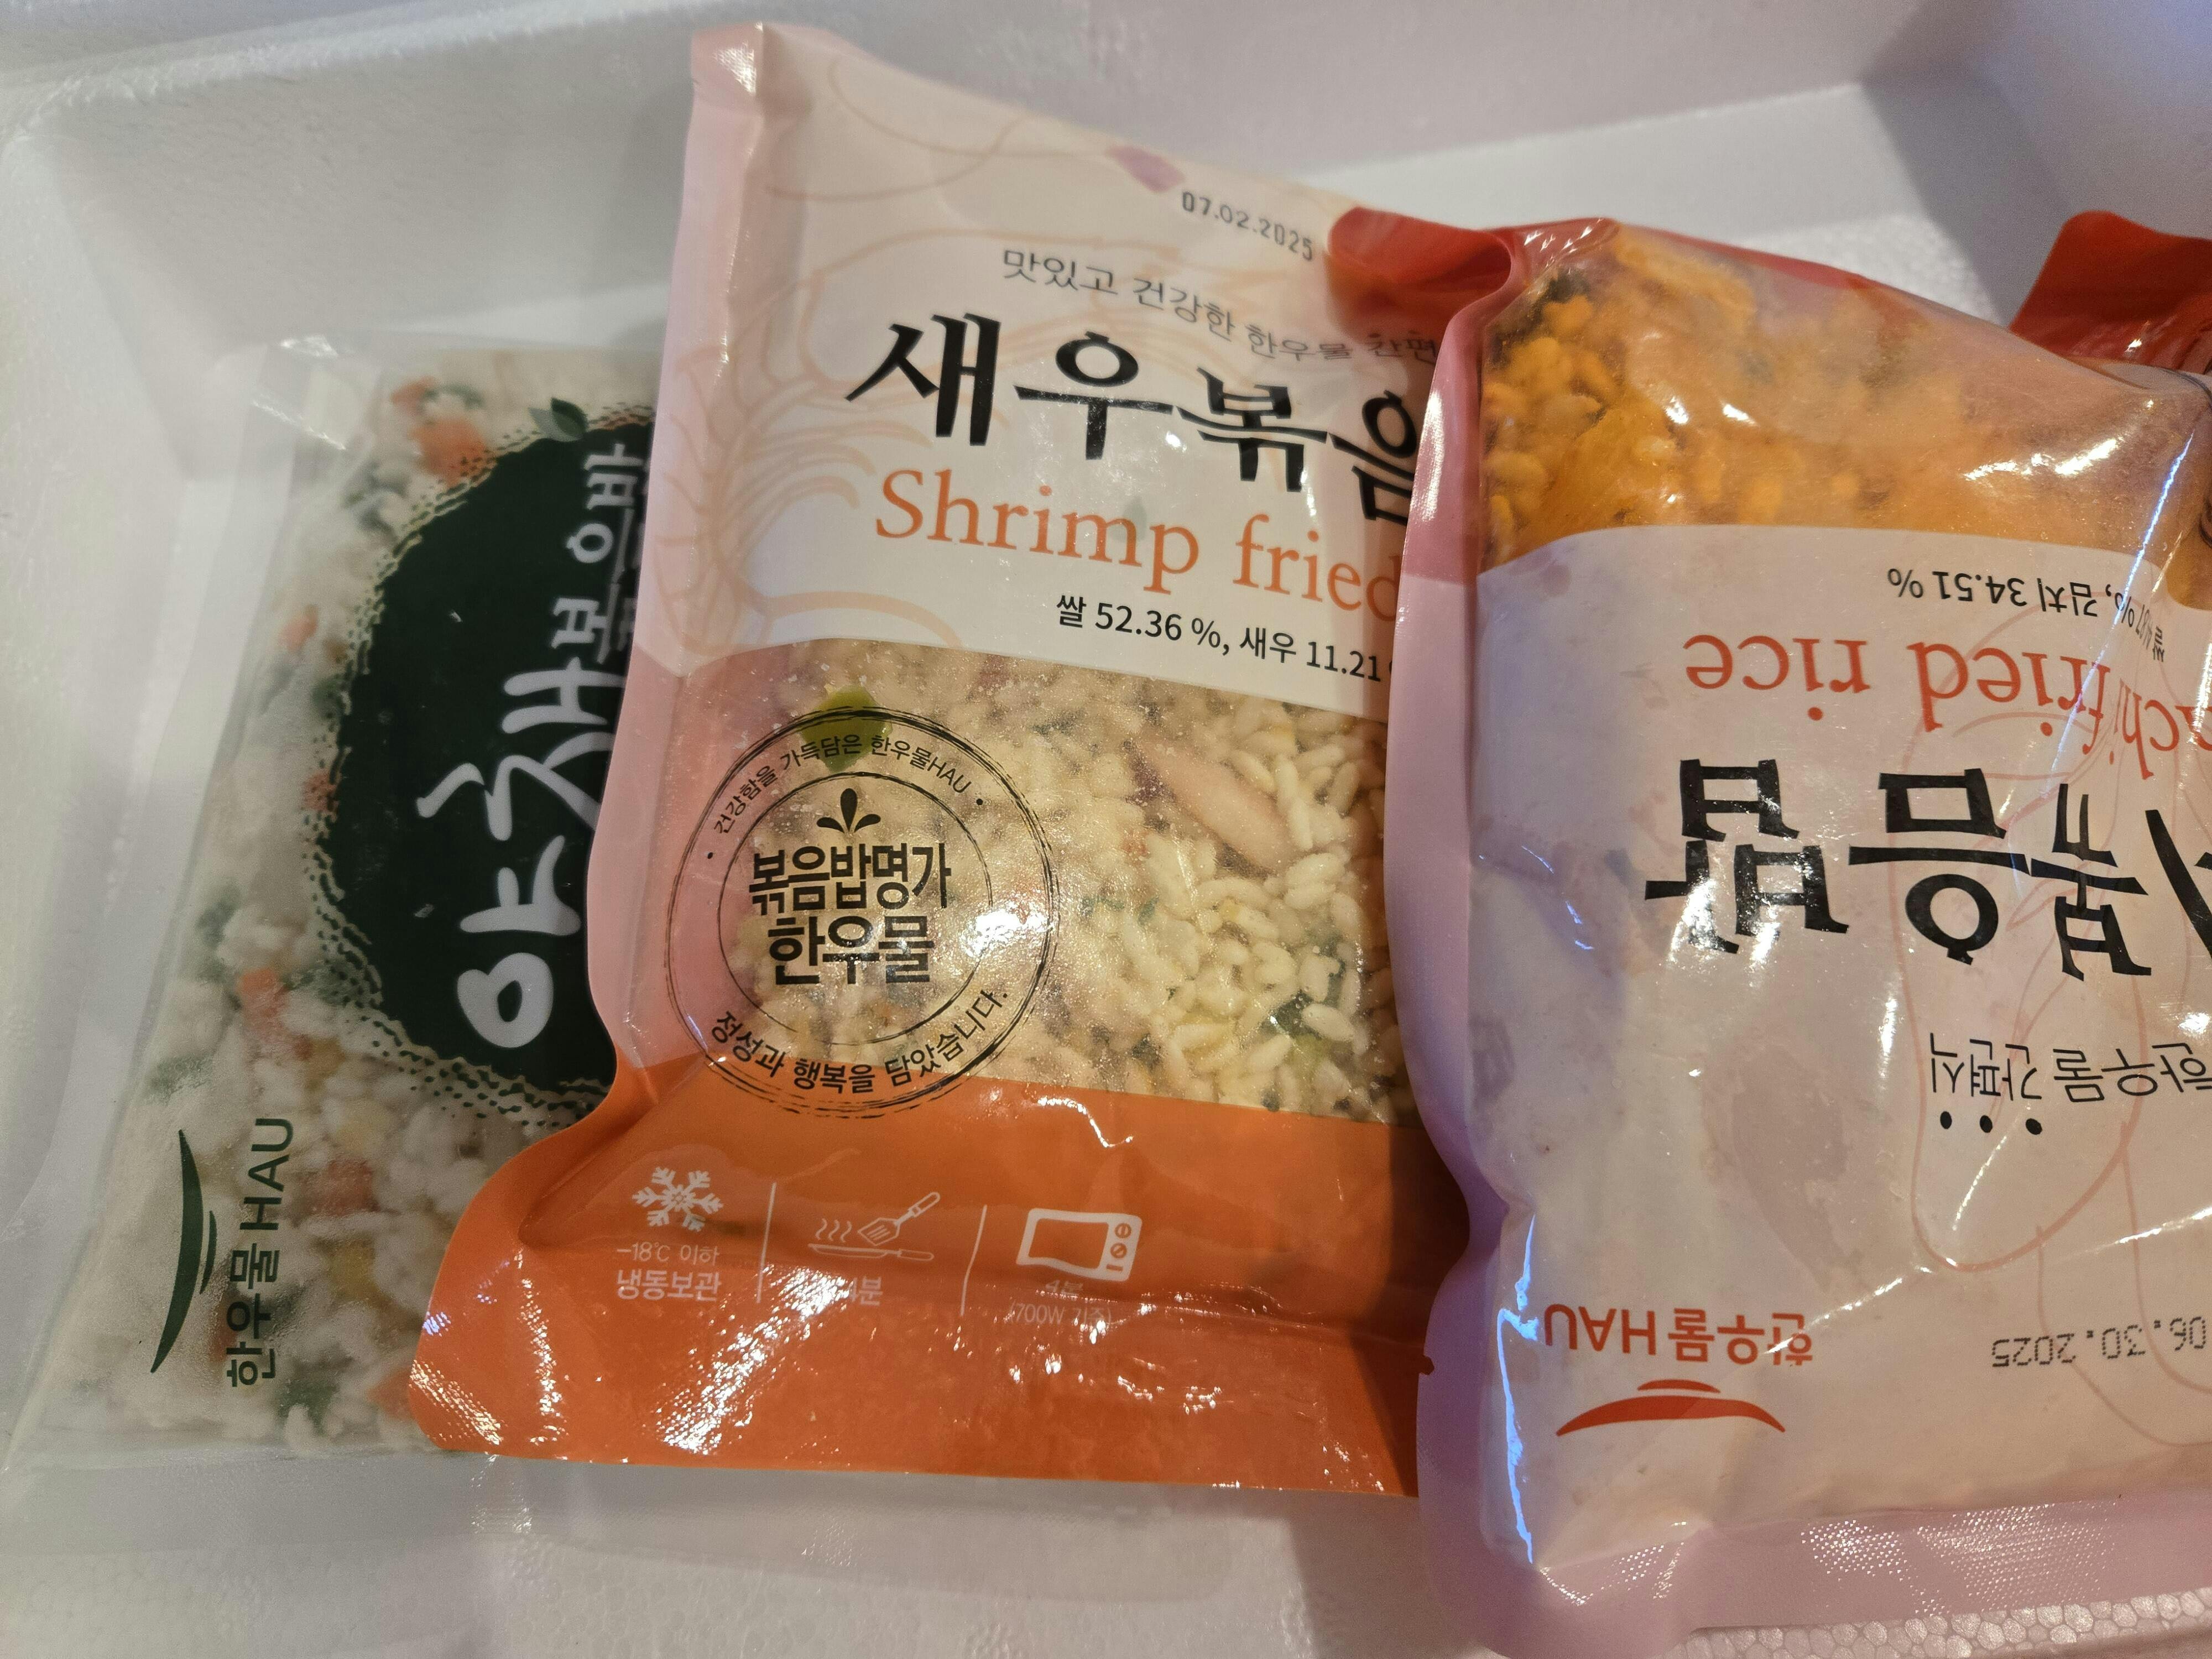 야채볶음밥
한우물 HAU
07.02.2025
맛있고 건강한 한우물 간편
새우볶음
Shrimp fried
쌀 52.36 %, 새우 11.21
건강함을 가득담은 한우물HAU
볶음밥명가
한우물
정성과 행복을 담았습니다.
-18℃ 이하
냉동보관
4분
4분
(700W 기준)
한우물 간편식
볶음밥
fried rice
%, 김치 34.51 %
06.30.2025
한우물 HAU